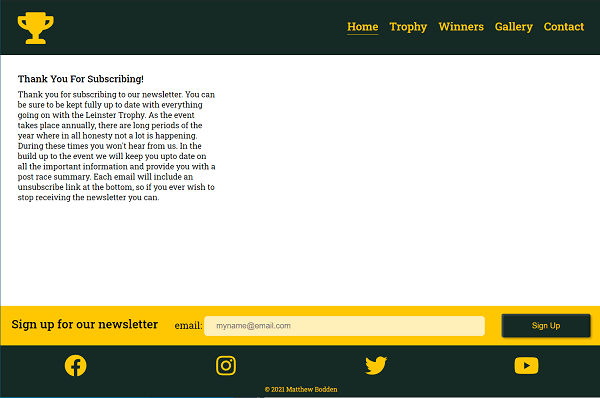 Home Trophy Winners Gallery Contact
Thank You For Subscribing!
Thank you for subscribing to our newsletter. You can
be sure to be kept fully up to date with everything
going on with the Leinster Trophy. As the event
takes place annually, there are long periods of the
year where in all honesty not a lot is happening.
During these times you won't hear from us. In the
build up to the event we will keep you upto date on
all the important information and provide you with a
post race summary. Each email will include an
unsubscribe link at the bottom, so if you ever wish to
stop receiving the newsletter you can.
Sign up for our newsletter email: myname@email.com Sign Up
© 2021 Matthew Bodden